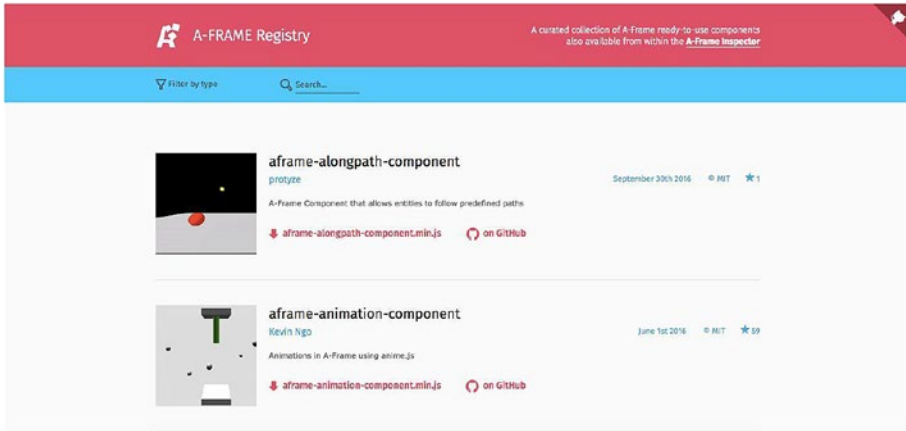 A-FRAME Registry
A curated collection of A-Frame ready-to-use components
also available from within the A-Frame Inspector
Filter by type
Search...
aframe-alongpath-component
protyze
September 30th 2016 © MIT ★ 1
A-Frame Component that allows entities to follow predefined paths
aframe-alongpath-component.min.js
on GitHub
aframe-animation-component
Kevin Ngo
June 1st 2016 © MIT ★ 59
Animations in A-Frame using anime.js
aframe-animation-component.min.js
on GitHub